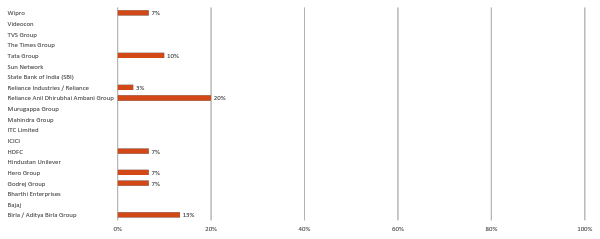 Wipro 7%
Videocon
TVS Group
The Times Group
Tata Group 10%
Sun Network
State Bank of India (SBI)
Reliance Industries / Reliance 3%
Reliance Anil Dhirubhai Ambani Group 20%
Murugappa Group
Mahindra Group
ITC Limited
ICICI
HDFC 7%
Hindustan Unilever
Hero Group 7%
Godrej Group 7%
Bharthi Enterprises
Bajaj
Birla / Aditya Birla Group 13%
0% 20% 40% 60% 80% 100%